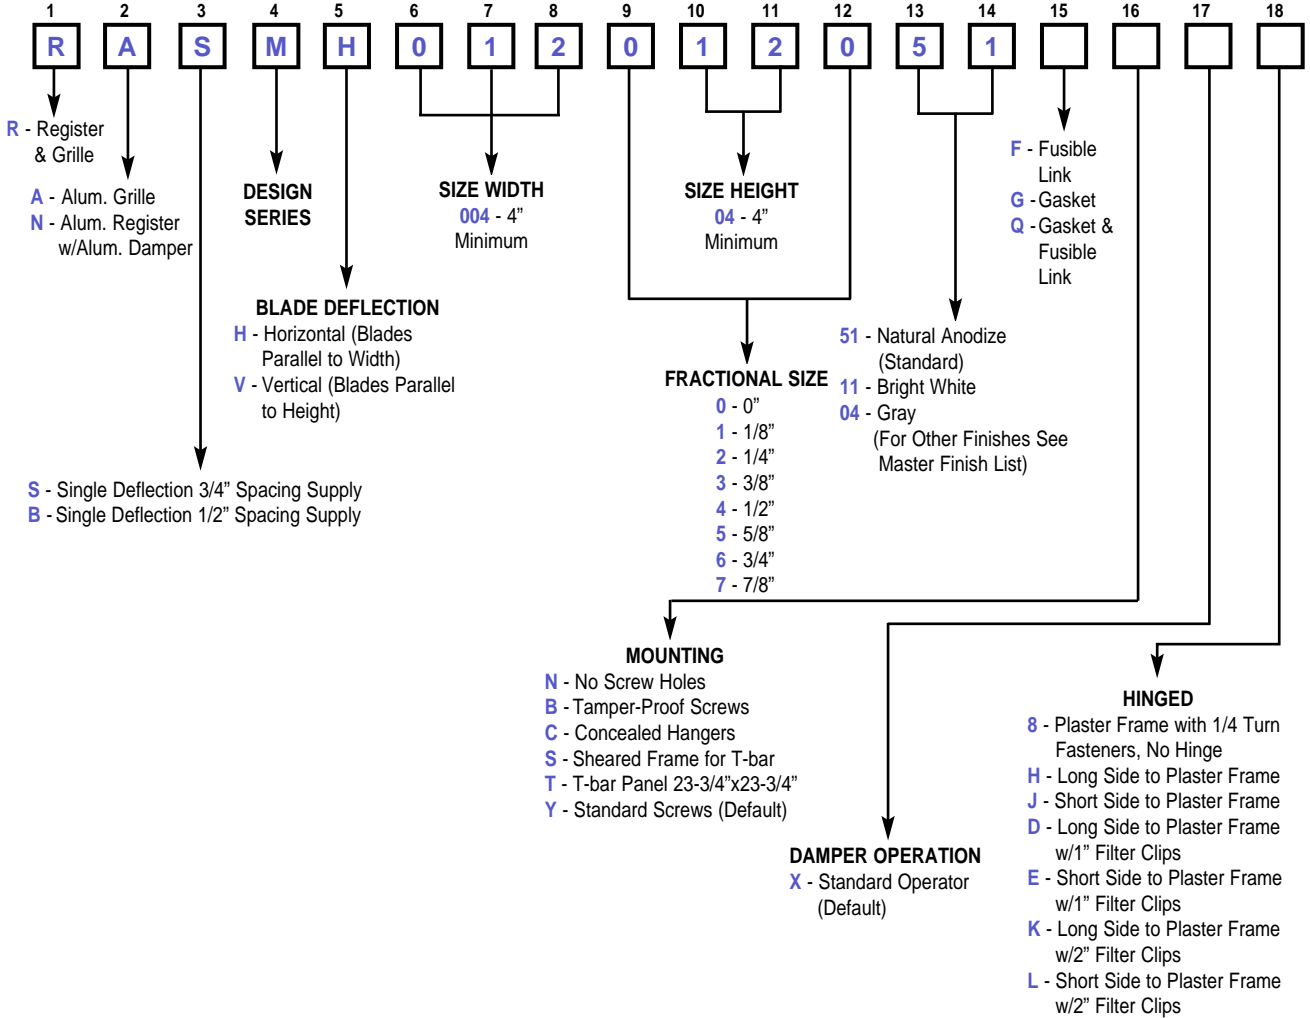 1 2 3 4 5 6 7 8 9 10 11 12 13 14 15 16 17 18
R A S M H 0 1 2 0 1 2 0 5 1
R - Register
& Grille
A - Alum. Grille
N - Alum. Register
w/Alum. Damper
S - Single Deflection 3/4” Spacing Supply
B - Single Deflection 1/2” Spacing Supply
DESIGN
SERIES
BLADE DEFLECTION
H - Horizontal (Blades
Parallel to Width)
V - Vertical (Blades Parallel
to Height)
SIZE WIDTH
004 - 4”
Minimum
SIZE HEIGHT
04 - 4”
Minimum
FRACTIONAL SIZE
0 - 0”
1 - 1/8”
2 - 1/4”
3 - 3/8”
4 - 1/2”
5 - 5/8”
6 - 3/4”
7 - 7/8”
51 - Natural Anodize
(Standard)
11 - Bright White
04 - Gray
(For Other Finishes See
Master Finish List)
F - Fusible
Link
G - Gasket
Q - Gasket &
Fusible
Link
MOUNTING
N - No Screw Holes
B - Tamper-Proof Screws
C - Concealed Hangers
S - Sheared Frame for T-bar
T - T-bar Panel 23-3/4”x23-3/4”
Y - Standard Screws (Default)
DAMPER OPERATION
X - Standard Operator
(Default)
HINGED
8 - Plaster Frame with 1/4 Turn
Fasteners, No Hinge
H - Long Side to Plaster Frame
J - Short Side to Plaster Frame
D - Long Side to Plaster Frame
w/1” Filter Clips
E - Short Side to Plaster Frame
w/1” Filter Clips
K - Long Side to Plaster Frame
w/2” Filter Clips
L - Short Side to Plaster Frame
w/2” Filter Clips